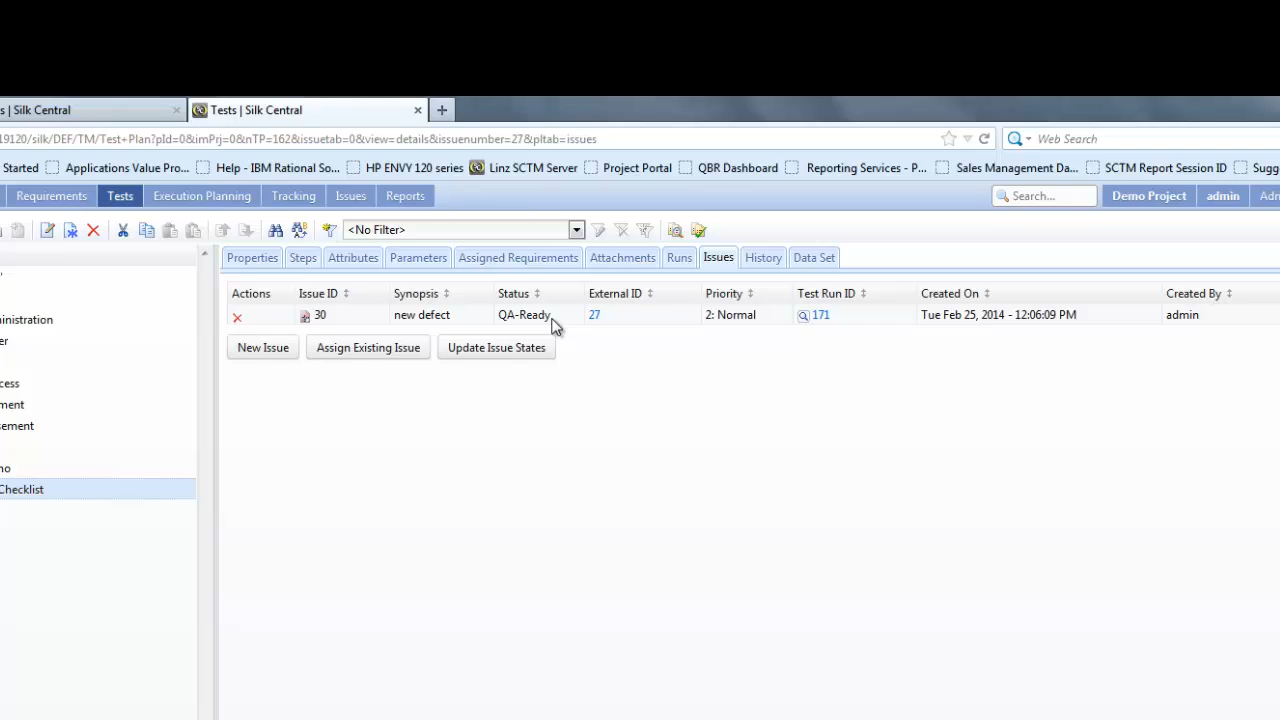 s | Silk Central
Tests | Silk Central
19120/silk/DEF/TM/Test+Plan?pId=0&imPrj=0&nTP=162&issuetab=0&view=details&issuenumber=27&pltab=issues
Web Search
Started Applications Value Pro... Help - IBM Rational So... HP ENVY 120 series Linz SCTM Server Project Portal QBR Dashboard Reporting Services - P... Sales Management Da... SCTM Report Session ID Sugg
Requirements Tests Execution Planning Tracking Issues Reports Search... Demo Project admin Adn
<No Filter>
Properties Steps Attributes Parameters Assigned Requirements Attachments Runs Issues History Data Set
Actions Issue ID Synopsis Status External ID Priority Test Run ID Created On Created By
30 new defect QA-Ready 27 2: Normal 171 Tue Feb 25, 2014 - 12:06:09 PM admin
New Issue Assign Existing Issue Update Issue States
ministration
er
cess
ment
sement
no
Checklist